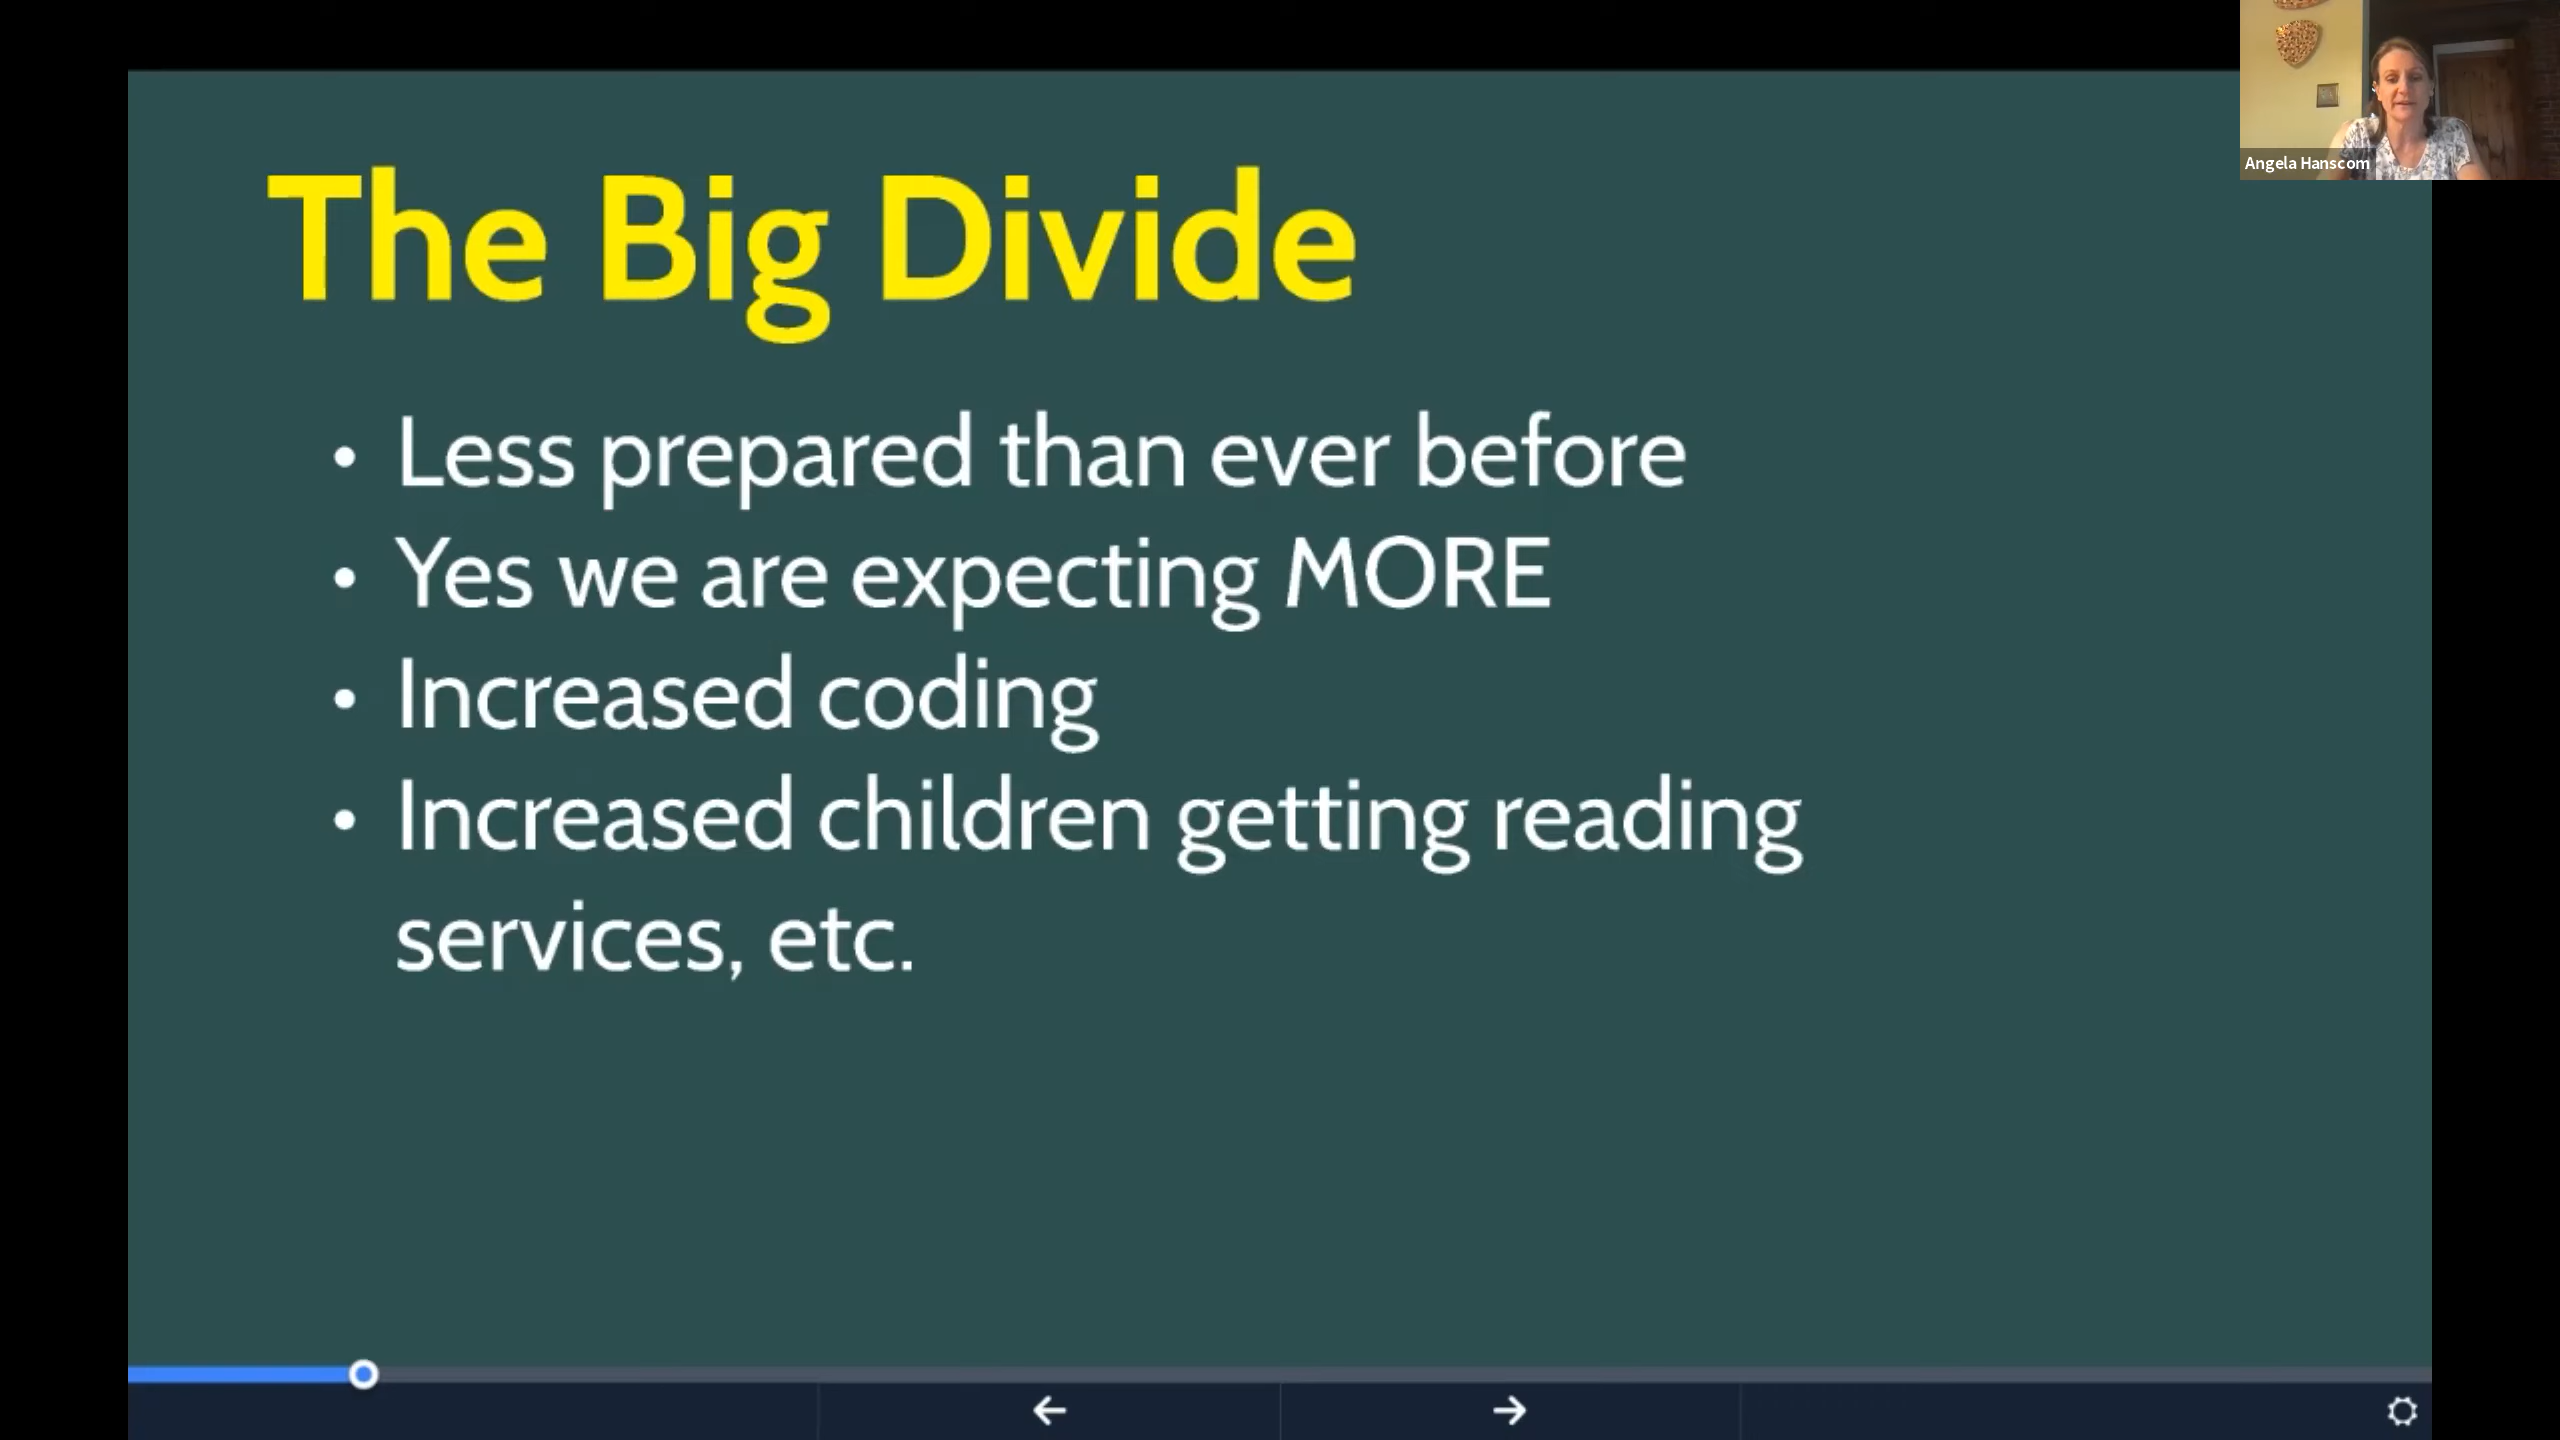 Angela Hanscom
The Big Divide
• Less prepared than ever before
• Yes we are expecting MORE
• Increased coding
• Increased children getting reading
services, etc.